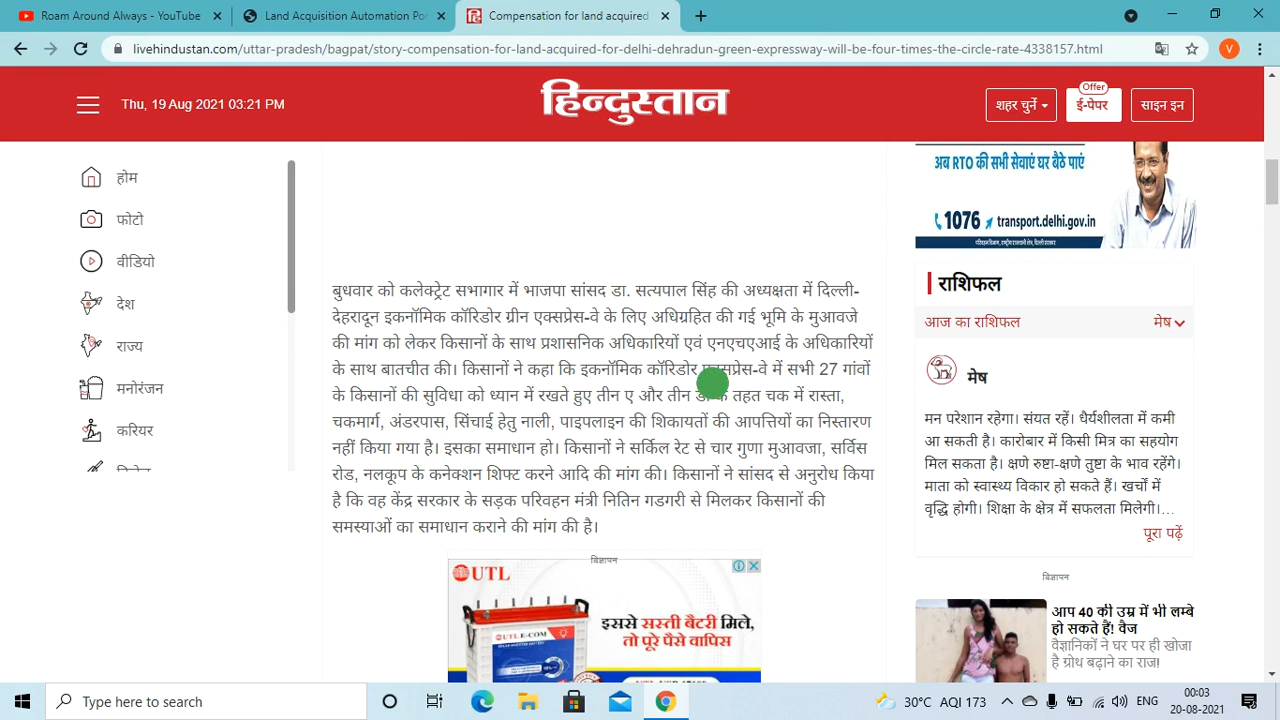 Roam Always - YouTube
Land Acquisition Automation Por
Compensation for land acquired
livehindustan.com/uttar-pradesh/bagpat/story-compensation-for-land-acquired-for-delhi-dehradun-green-expressway-will-be-four-times-the-circle-rate-4338157.html
V
Thu, 19 Aug 2021 03:21 PM
हिन्दुस्तान
शहर चुनें
Offer
ई-पेपर
साइन इन
होम
फोटो
वीडियो
देश
राज्य
मनोरंजन
करियर
बुधवार को कलेक्ट्रेट सभागार में भाजपा सांसद डा. सत्यपाल सिंह की अध्यक्षता में दिल्ली-
देहरादून इकनॉमिक कॉरिडोर ग्रीन एक्सप्रेस-वे के लिए अधिग्रहित की गई भूमि के मुआवजे
की मांग को लेकर किसानों के साथ प्रशासनिक अधिकारियों एवं एनएचएआई के अधिकारियों
के साथ बातचीत की। किसानों ने कहा कि इकनॉमिक कॉरिडोर एक्सप्रेस-वे में सभी 27 गांवों
के किसानों की सुविधा को ध्यान में रखते हुए तीन ए और तीन डी के तहत चक में रास्ता,
चकमार्ग, अंडरपास, सिंचाई हेतु नाली, पाइपलाइन की शिकायतों की आपत्तियों का निस्तारण
नहीं किया गया है। इसका समाधान हो। किसानों ने सर्किल रेट से चार गुणा मुआवजा, सर्विस
रोड, नलकूप के कनेक्शन शिफ्ट करने आदि की मांग की। किसानों ने सांसद से अनुरोध किया
है कि वह केंद्र सरकार के सड़क परिवहन मंत्री नितिन गडगरी से मिलकर किसानों की
समस्याओं का समाधान कराने की मांग की है।
विज्ञापन
UTL
UTL E-COM
इससे सस्ती बैटरी मिले,
तो पूरे पैसे वापिस
अब RTO की सभी सेवाएं घर बैठे पाएं
1076 transport.delhi.gov.in
राशिफल
आज का राशिफल मेष
मेष
मन परेशान रहेगा। संयत रहें। धैर्यशीलता में कमी
आ सकती है। कारोबार में किसी मित्र का सहयोग
मिल सकता है। क्षणे रुष्टा-क्षणे तुष्टा के भाव रहेंगे।
माता को स्वास्थ्य विकार हो सकते हैं। खर्चों में
वृद्धि होगी। शिक्षा के क्षेत्र में सफलता मिलेगी।...
पूरा पढ़ें
विज्ञापन
आप 40 की उम्र में भी लम्बे
हो सकते हैं! वैज
वैज्ञानिकों ने घर पर ही खोजा
है ग्रोथ बढ़ाने का राज!
Type here to search
30°C AQI 173
ENG
00:03
20-08-2021